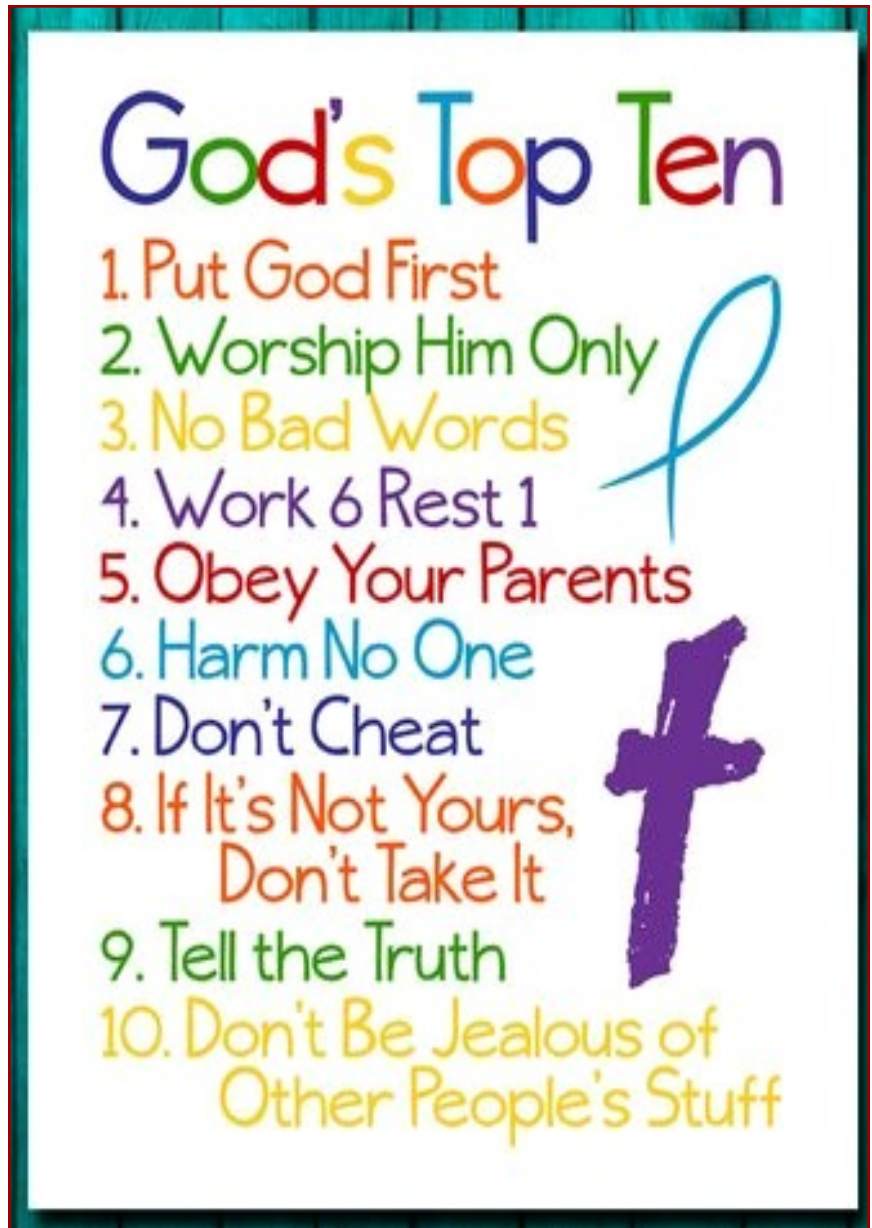 God's Top Ten
1. Put God First
2. Worship Him Only
3. No Bad Words
4. Work 6 Rest 1
5. Obey Your Parents
6. Harm No One
7. Don't Cheat
8. If It's Not Yours,
Don't Take It
9. Tell the Truth
10. Don't Be Jealous of
Other People's Stuff